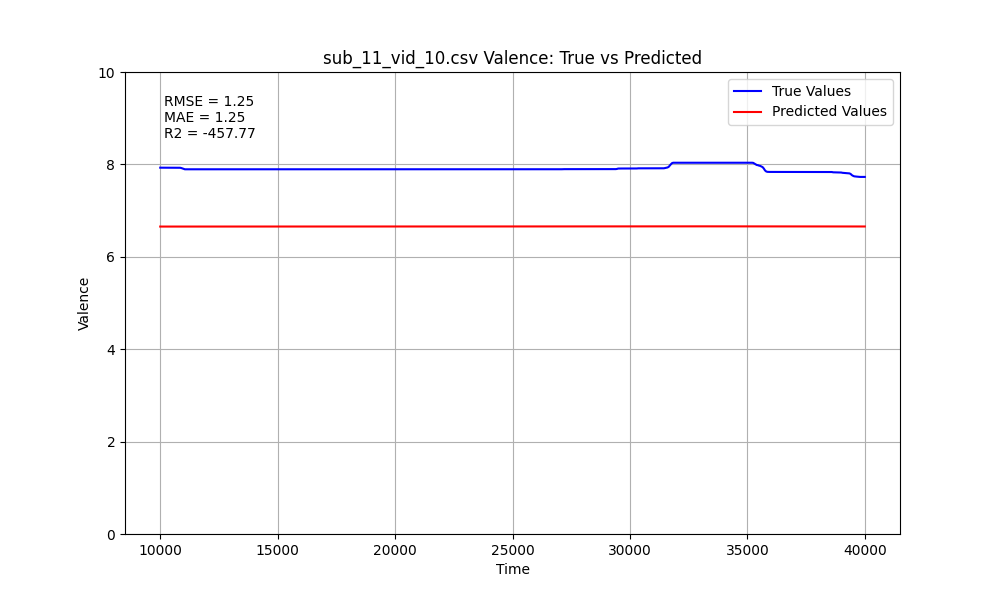 sub_11_vid_10.csv Valence: True vs Predicted
RMSE = 1.25
MAE = 1.25
R2 = -457.77
True Values
Predicted Values
Valence
10
8
6
4
2
0
10000 15000 20000 25000 30000 35000 40000
Time